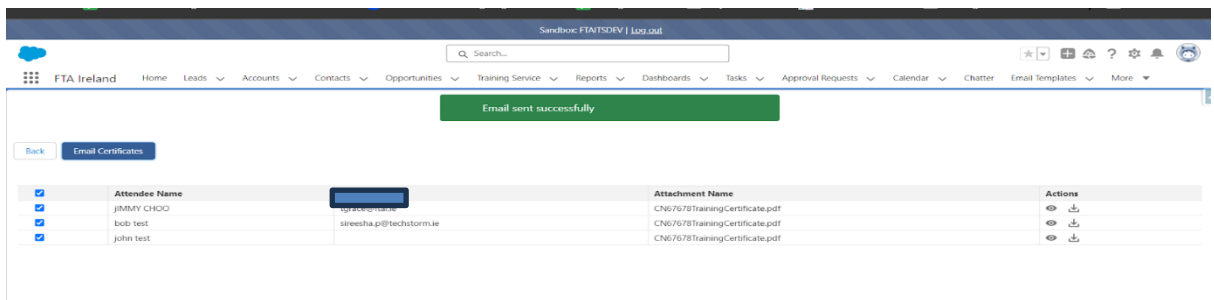 Sandbox: FTAITSDEV | Log out
Search...
FTA Ireland Home Leads Accounts Contacts Opportunities Training Service Reports Dashboards Tasks Approval Requests Calendar Chatter Email Templates More
Email sent successfully
Back Email Certificates
Attendee Name Attachment Name Actions
jIMMY CHOO CN67678TrainingCertificate.pdf
bob test sireesha.p@techstorm.ie CN67678TrainingCertificate.pdf
john test CN67678TrainingCertificate.pdf